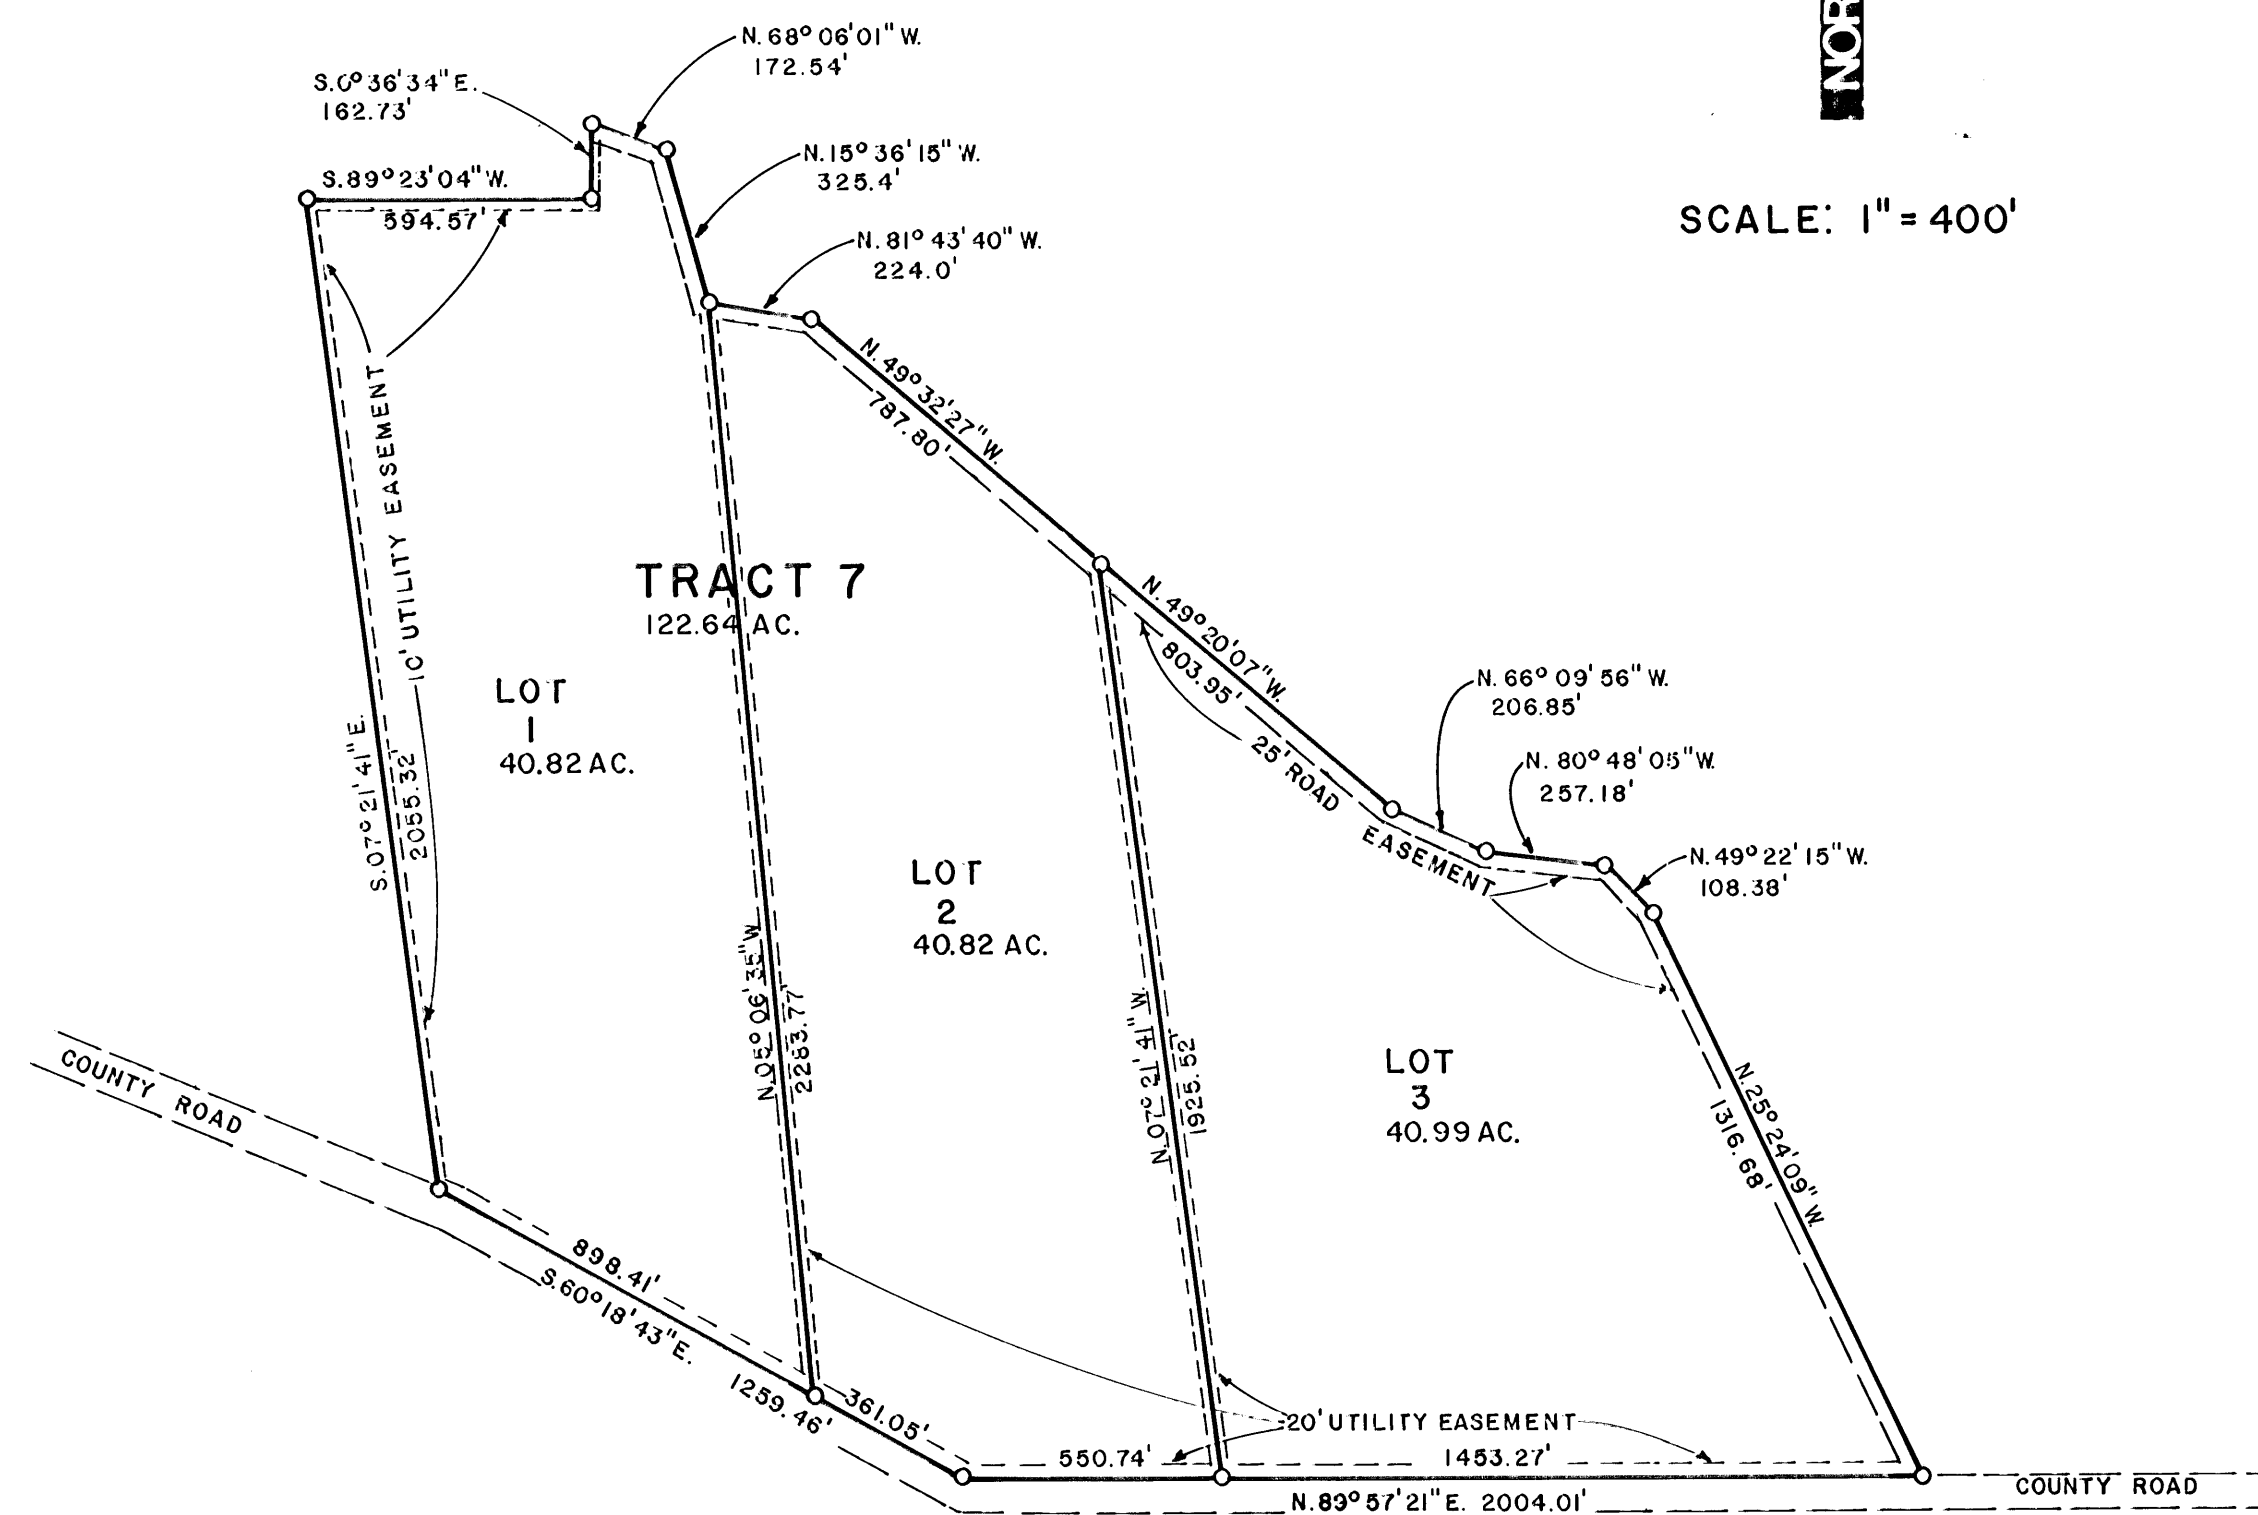 NOR
SCALE: 1" = 400'
N. 68° 06' 01" W.
172.54'
S. 0° 36' 34" E.
162.73'
N. 15° 36' 15" W.
325.4'
S. 89° 23' 04" W.
594.57'
N. 81° 43' 40" W.
224.0'
N. 49° 32' 27" W.
787.80'
10' UTILITY EASEMENT
TRACT 7
122.64 AC.
N. 49° 20' 07" W.
803.95'
25' ROAD EASEMENT
N. 66° 09' 56" W.
206.85'
N. 80° 48' 05" W.
257.18'
N. 49° 22' 15" W.
108.38'
LOT
1
40.82 AC.
S. 07° 21' 41" E.
2055.32'
LOT
2
40.82 AC.
N. 05° 06' 35" W
2283.77'
N. 07° 21' 41" W.
1925.52'
LOT
3
40.99 AC.
N. 25° 24' 09" W.
1316.68'
COUNTY ROAD
898.41'
S. 60° 18' 43" E.
1259.46'
361.05'
20' UTILITY EASEMENT
550.74'
1453.27'
N. 89° 57' 21" E. 2004.01'
COUNTY ROAD